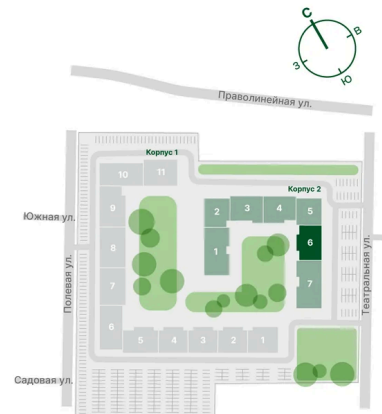 С
В
З
Ю
Праволинейная ул.
Корпус 1
10 11
Корпус 2
9
2 3 4 5
Южная ул.
8
1
6
Полевая ул.
Театральная ул.
7
7
6
5 4 3 2 1
Садовая ул.